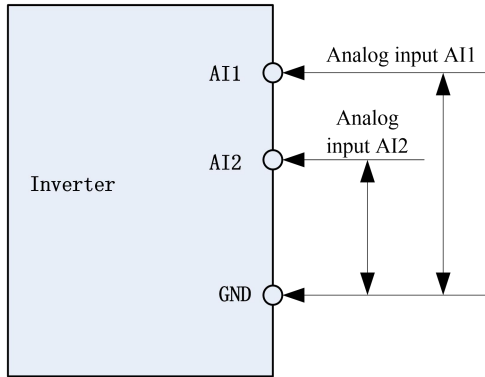 Analog input AI1
AI1
Analog
input AI2
AI2
Inverter
GND